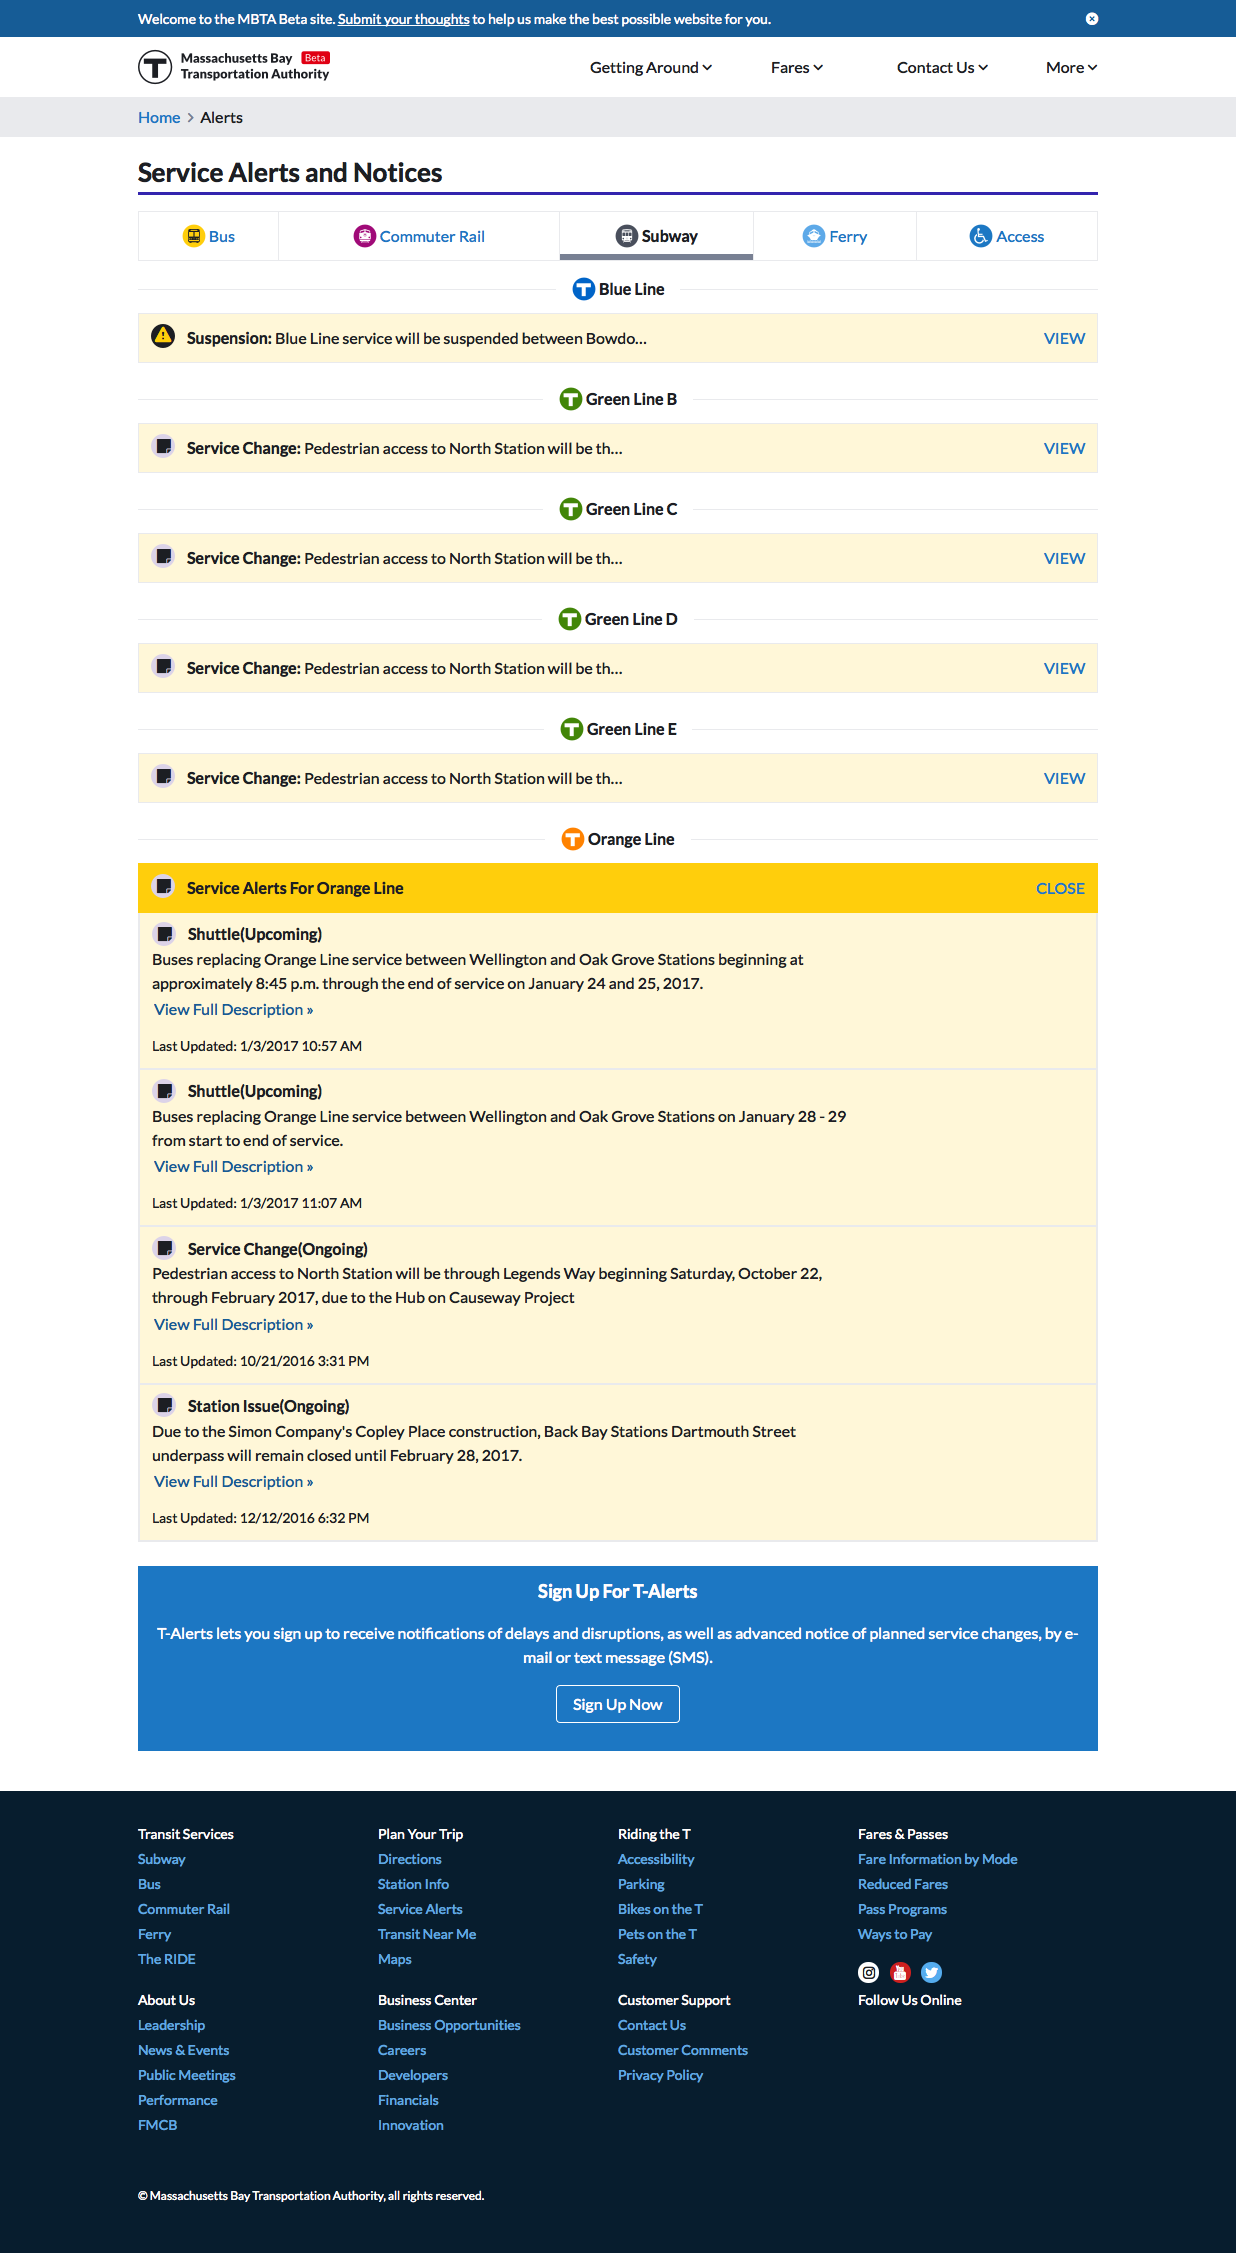 Welcome to the MBTA Beta site. Submit your thoughts to help us make the best possible website for you.
Massachusetts Bay Beta
Transportation Authority
Getting Around Fares Contact Us More
Home > Alerts
Service Alerts and Notices
Bus Commuter Rail Subway Ferry Access
Blue Line
Suspension: Blue Line service will be suspended between Bowdo... VIEW
Green Line B
Service Change: Pedestrian access to North Station will be th... VIEW
Green Line C
Service Change: Pedestrian access to North Station will be th... VIEW
Green Line D
Service Change: Pedestrian access to North Station will be th... VIEW
Green Line E
Service Change: Pedestrian access to North Station will be th... VIEW
Orange Line
Service Alerts For Orange Line CLOSE
Shuttle(Upcoming)
Buses replacing Orange Line service between Wellington and Oak Grove Stations beginning at
approximately 8:45 p.m. through the end of service on January 24 and 25, 2017.
View Full Description »
Last Updated: 1/3/2017 10:57 AM
Shuttle(Upcoming)
Buses replacing Orange Line service between Wellington and Oak Grove Stations on January 28 - 29
from start to end of service.
View Full Description »
Last Updated: 1/3/2017 11:07 AM
Service Change(Ongoing)
Pedestrian access to North Station will be through Legends Way beginning Saturday, October 22,
through February 2017, due to the Hub on Causeway Project
View Full Description »
Last Updated: 10/21/2016 3:31 PM
Station Issue(Ongoing)
Due to the Simon Company's Copley Place construction, Back Bay Stations Dartmouth Street
underpass will remain closed until February 28, 2017.
View Full Description »
Last Updated: 12/12/2016 6:32 PM
Sign Up For T-Alerts
T-Alerts lets you sign up to receive notifications of delays and disruptions, as well as advanced notice of planned service changes, by e-
mail or text message (SMS).
Sign Up Now
Transit Services
Subway
Bus
Commuter Rail
Ferry
The RIDE
Plan Your Trip
Directions
Station Info
Service Alerts
Transit Near Me
Maps
Riding the T
Accessibility
Parking
Bikes on the T
Pets on the T
Safety
Fares & Passes
Fare Information by Mode
Reduced Fares
Pass Programs
Ways to Pay
About Us
Leadership
News & Events
Public Meetings
Performance
FMCB
Business Center
Business Opportunities
Careers
Developers
Financials
Innovation
Customer Support
Contact Us
Customer Comments
Privacy Policy
Follow Us Online
© Massachusetts Bay Transportation Authority, all rights reserved.